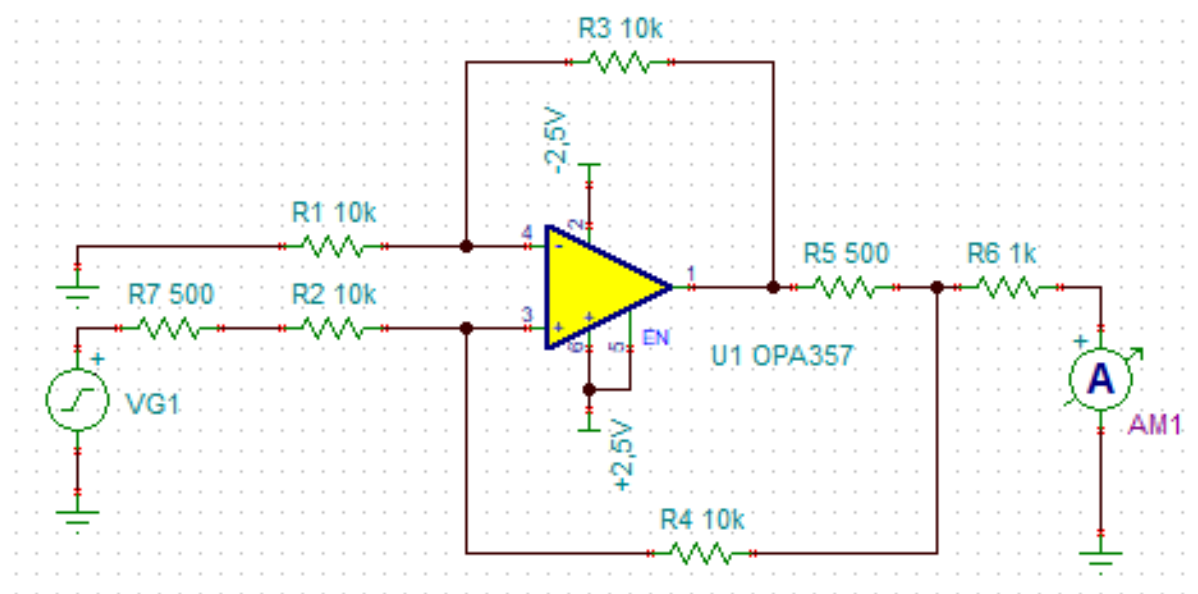 R3 10k
-2,5V
R1 10k
4
-
2
1
R5 500
R6 1k
R7 500
R2 10k
3
+
+
6
5
EN
U1 OPA357
+
A
AM1
+
VG1
+2,5V
R4 10k